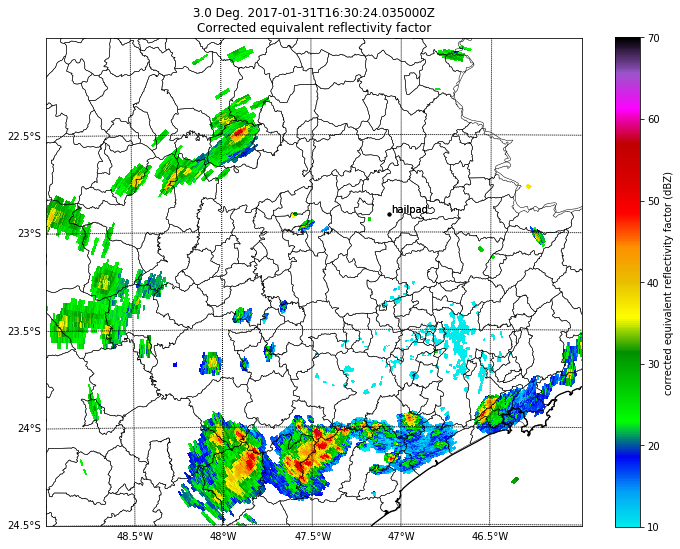 3.0 Deg. 2017-01-31T16:30:24.035000Z
Corrected equivalent reflectivity factor
22.5°S
23°S
23.5°S
24°S
24.5°S
48.5°W
48°W
47.5°W
47°W
46.5°W
hailpad
70
60
50
40
30
20
10
corrected equivalent reflectivity factor (dBZ)